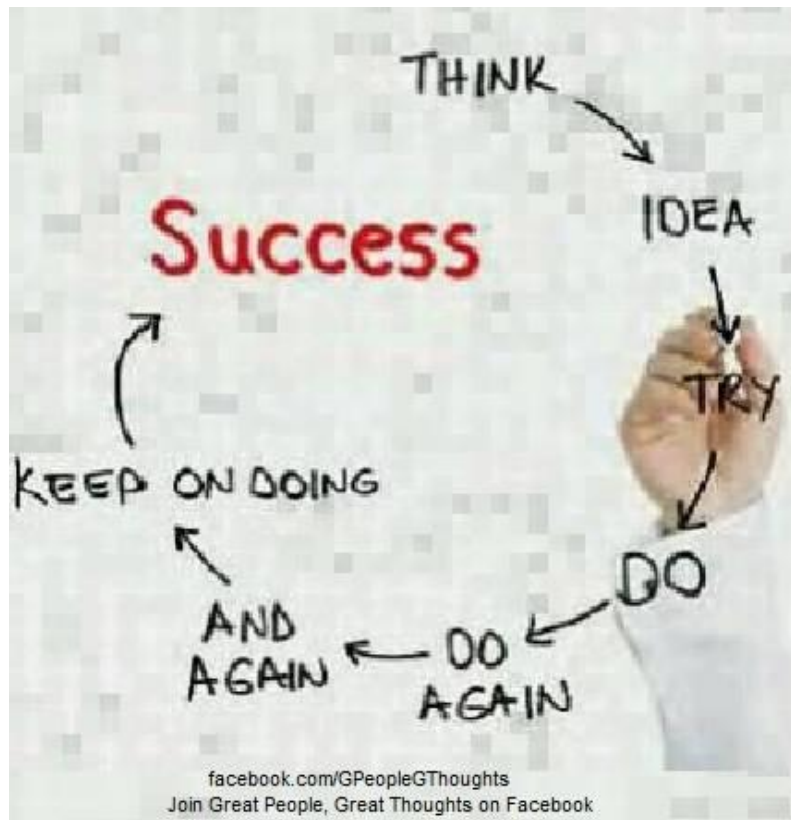 THINK
IDEA
TRY
DO
DO
AGAIN
AND
AGAIN
KEEP ON DOING
Success
facebook.com/GPeopleGThoughts
Join Great People, Great Thoughts on Facebook